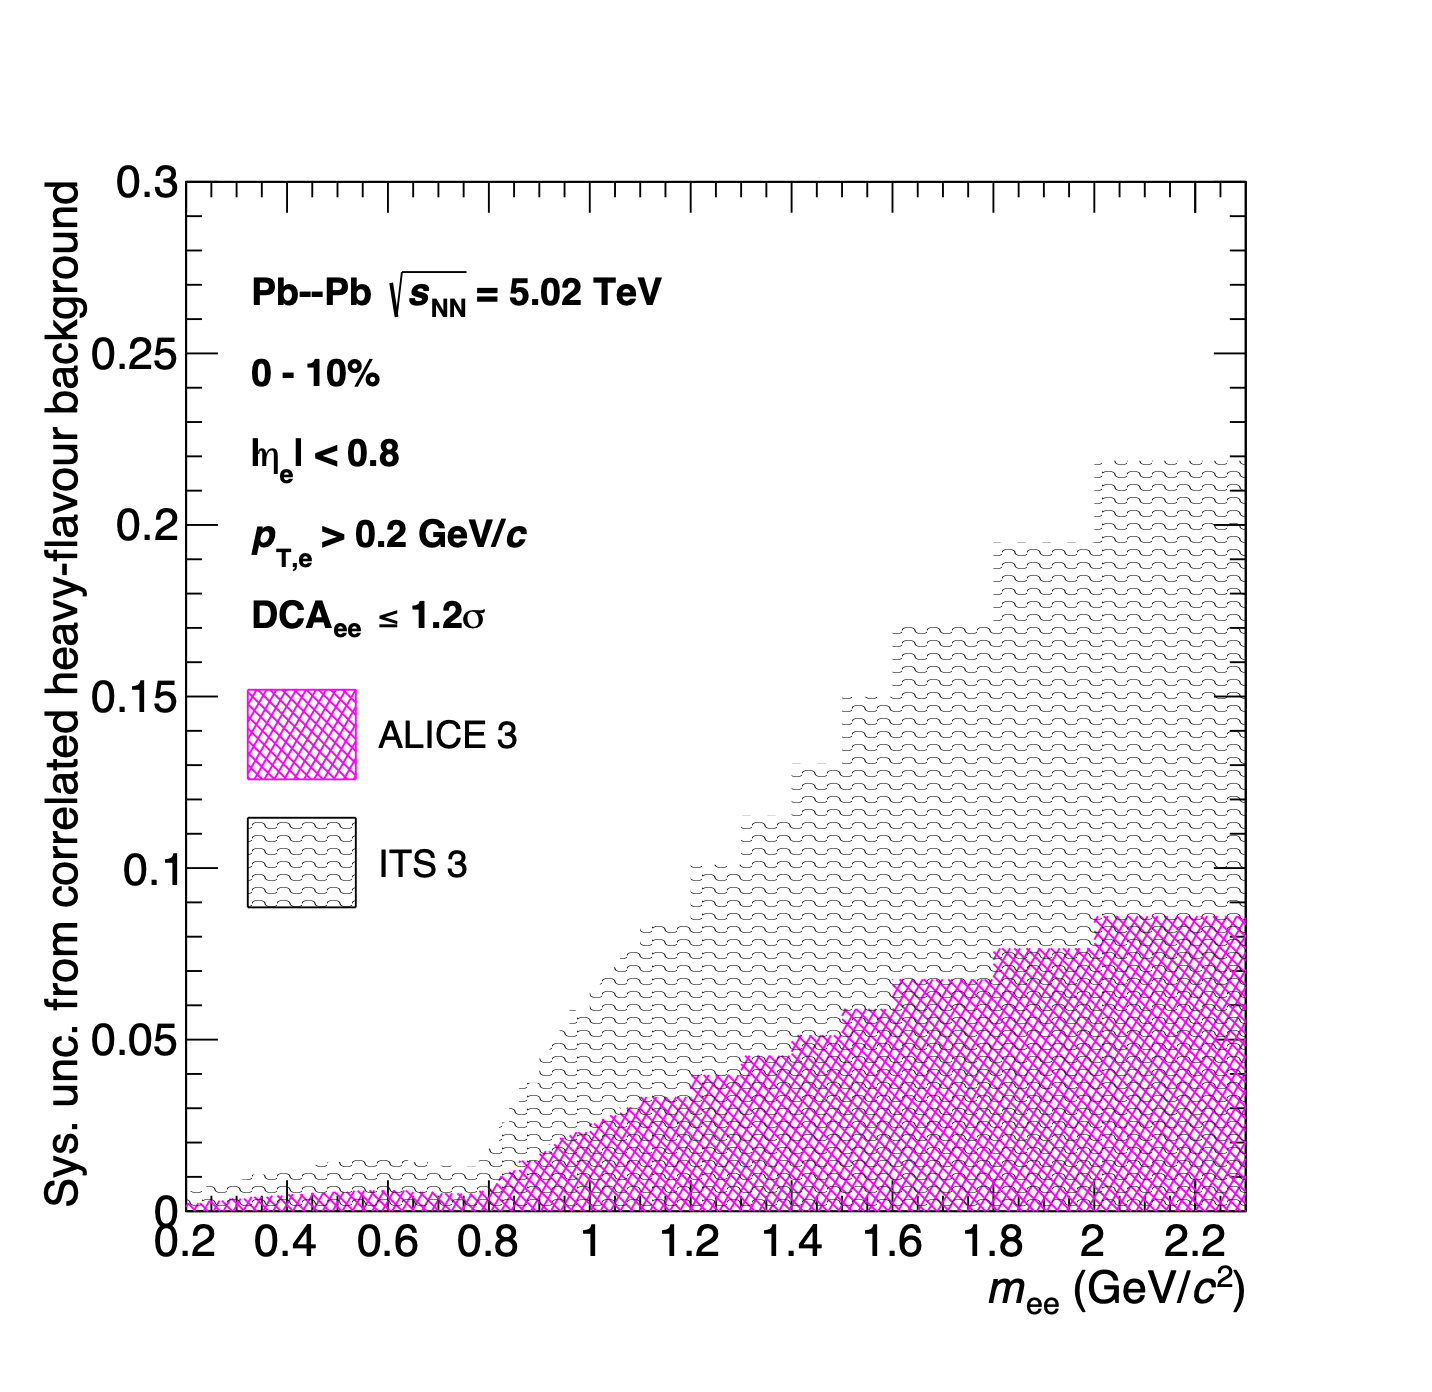 Sys. unc. from correlated heavy-flavour background
0.3
0.25
0.2
0.15
0.1
0.05
0
Pb--Pb √sNN = 5.02 TeV
0 - 10%
|ηe| < 0.8
pT,e > 0.2 GeV/c
DCAee ≤ 1.2σ
ALICE 3
ITS 3
0.2 0.4 0.6 0.8 1 1.2 1.4 1.6 1.8 2 2.2
mee (GeV/c²)